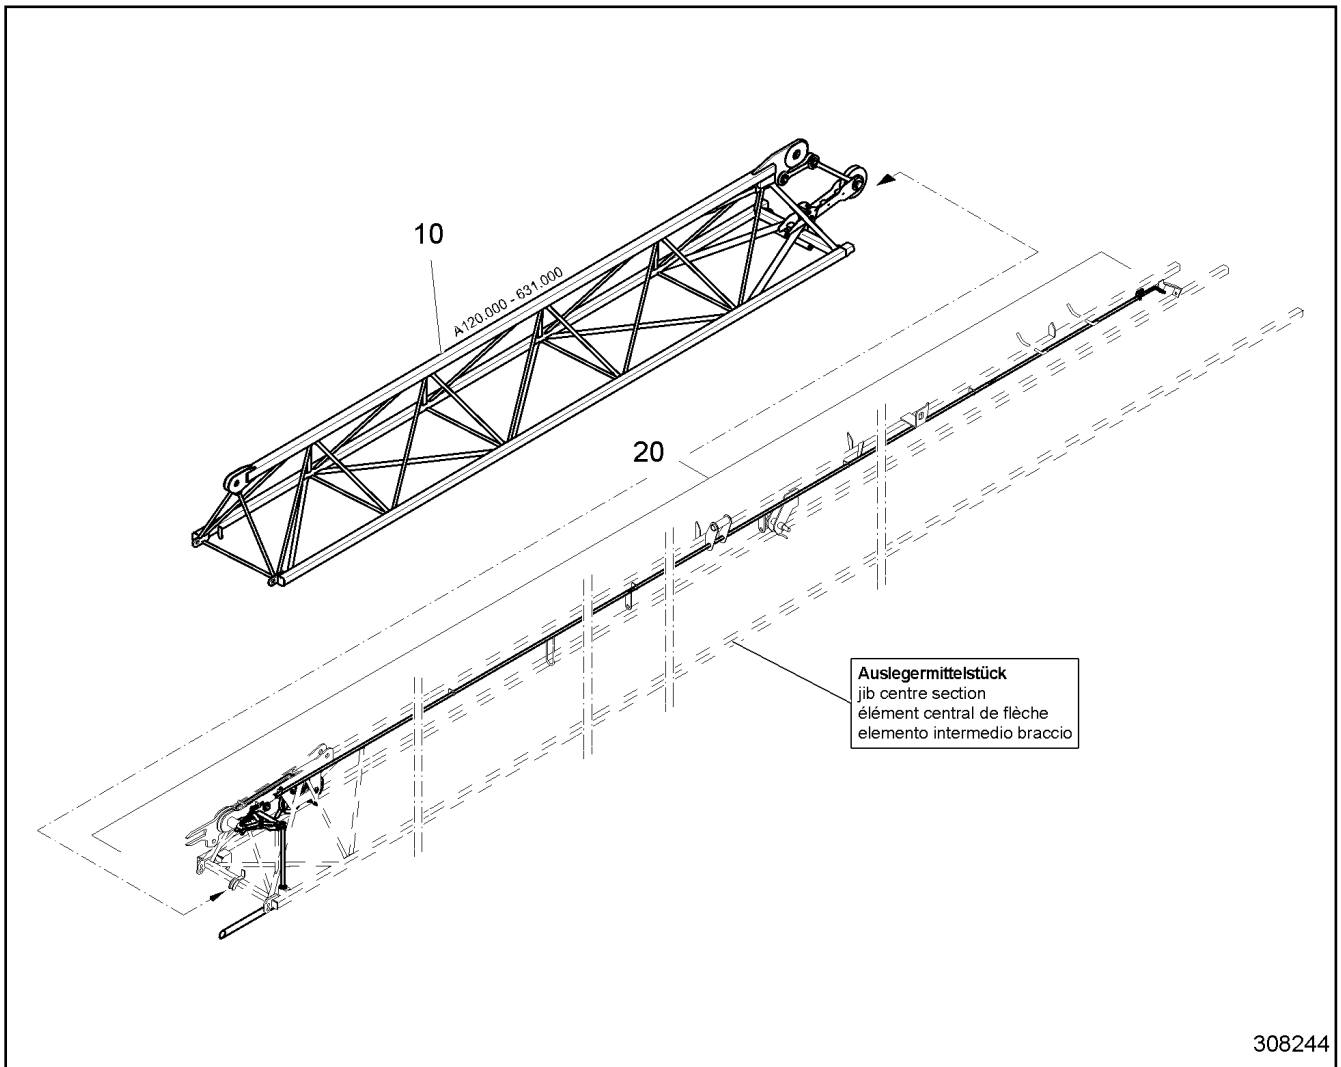 10
A120.000 - 631.000
20
Auslegermittelstück
jib centre section
élément central de flèche
elemento intermedio braccio
308244